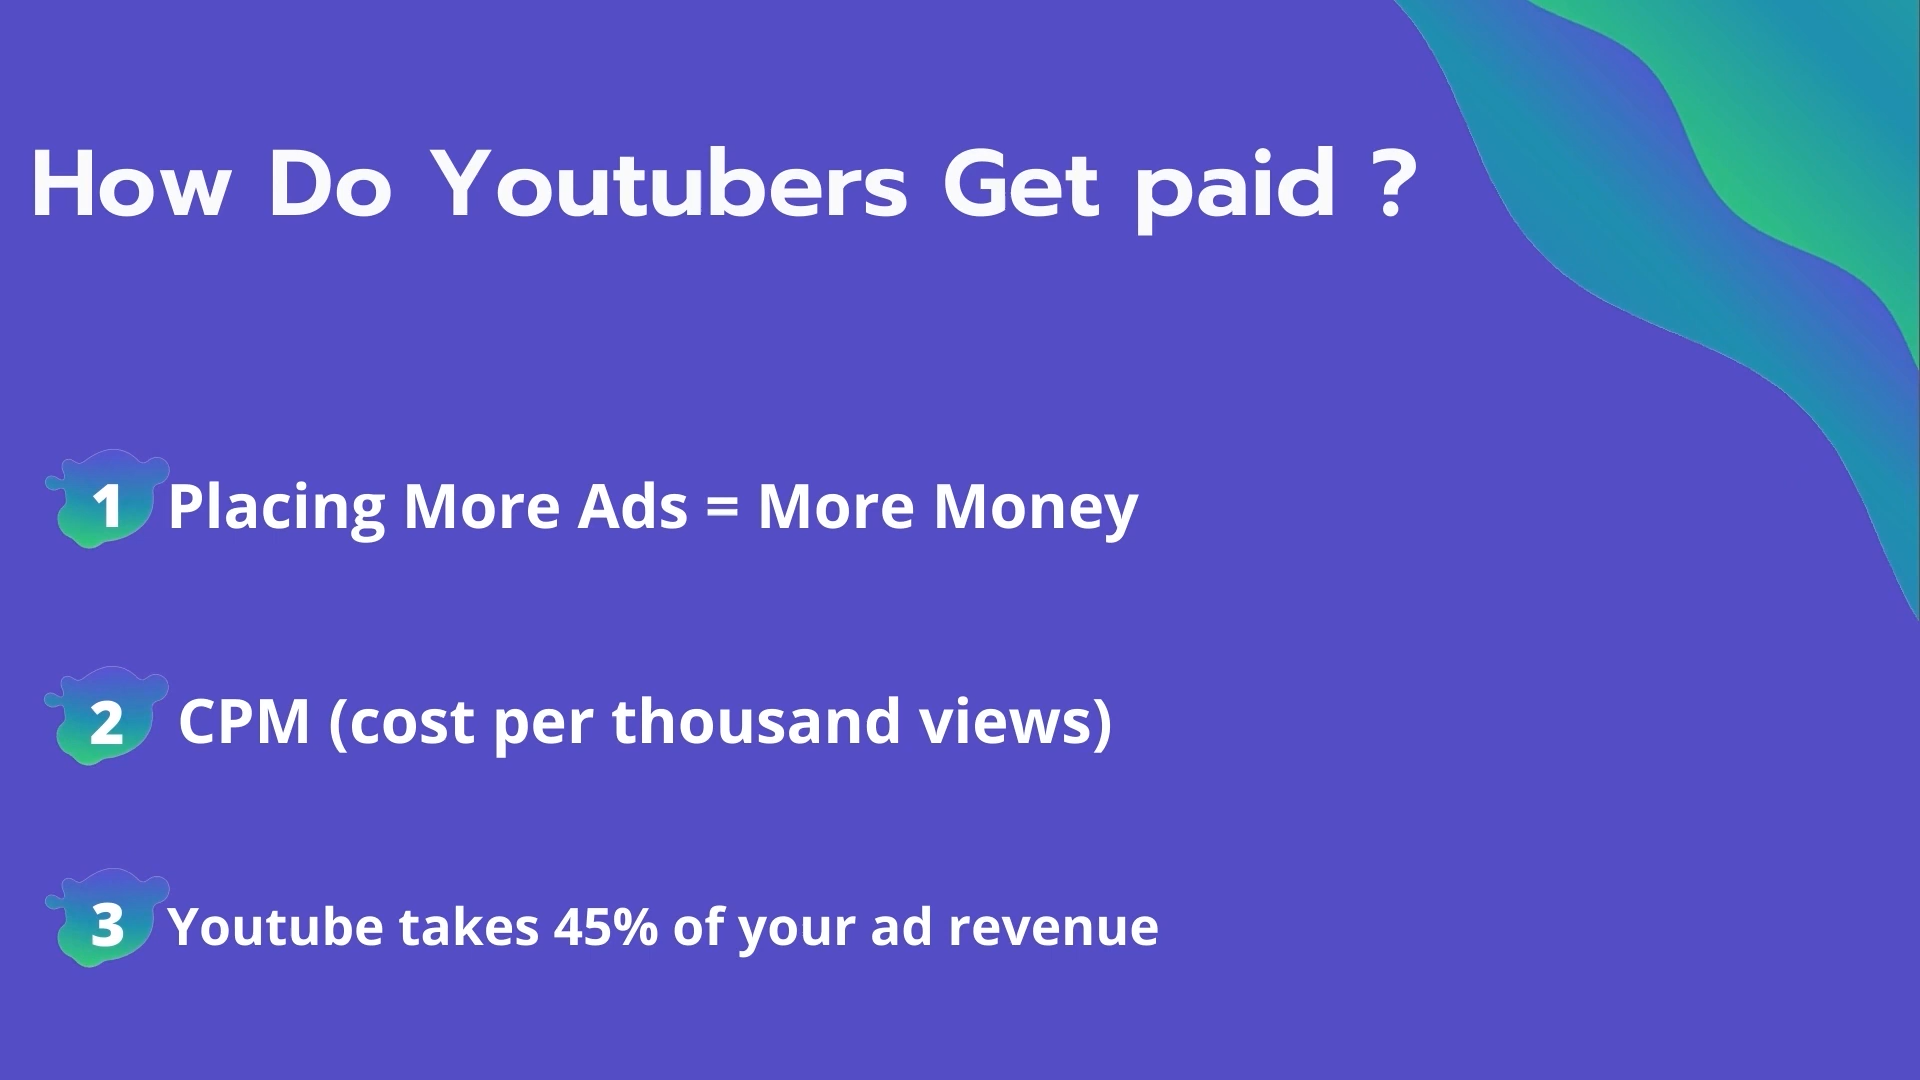 How Do Youtubers Get paid ?
1 Placing More Ads = More Money
2 CPM (cost per thousand views)
3 Youtube takes 45% of your ad revenue